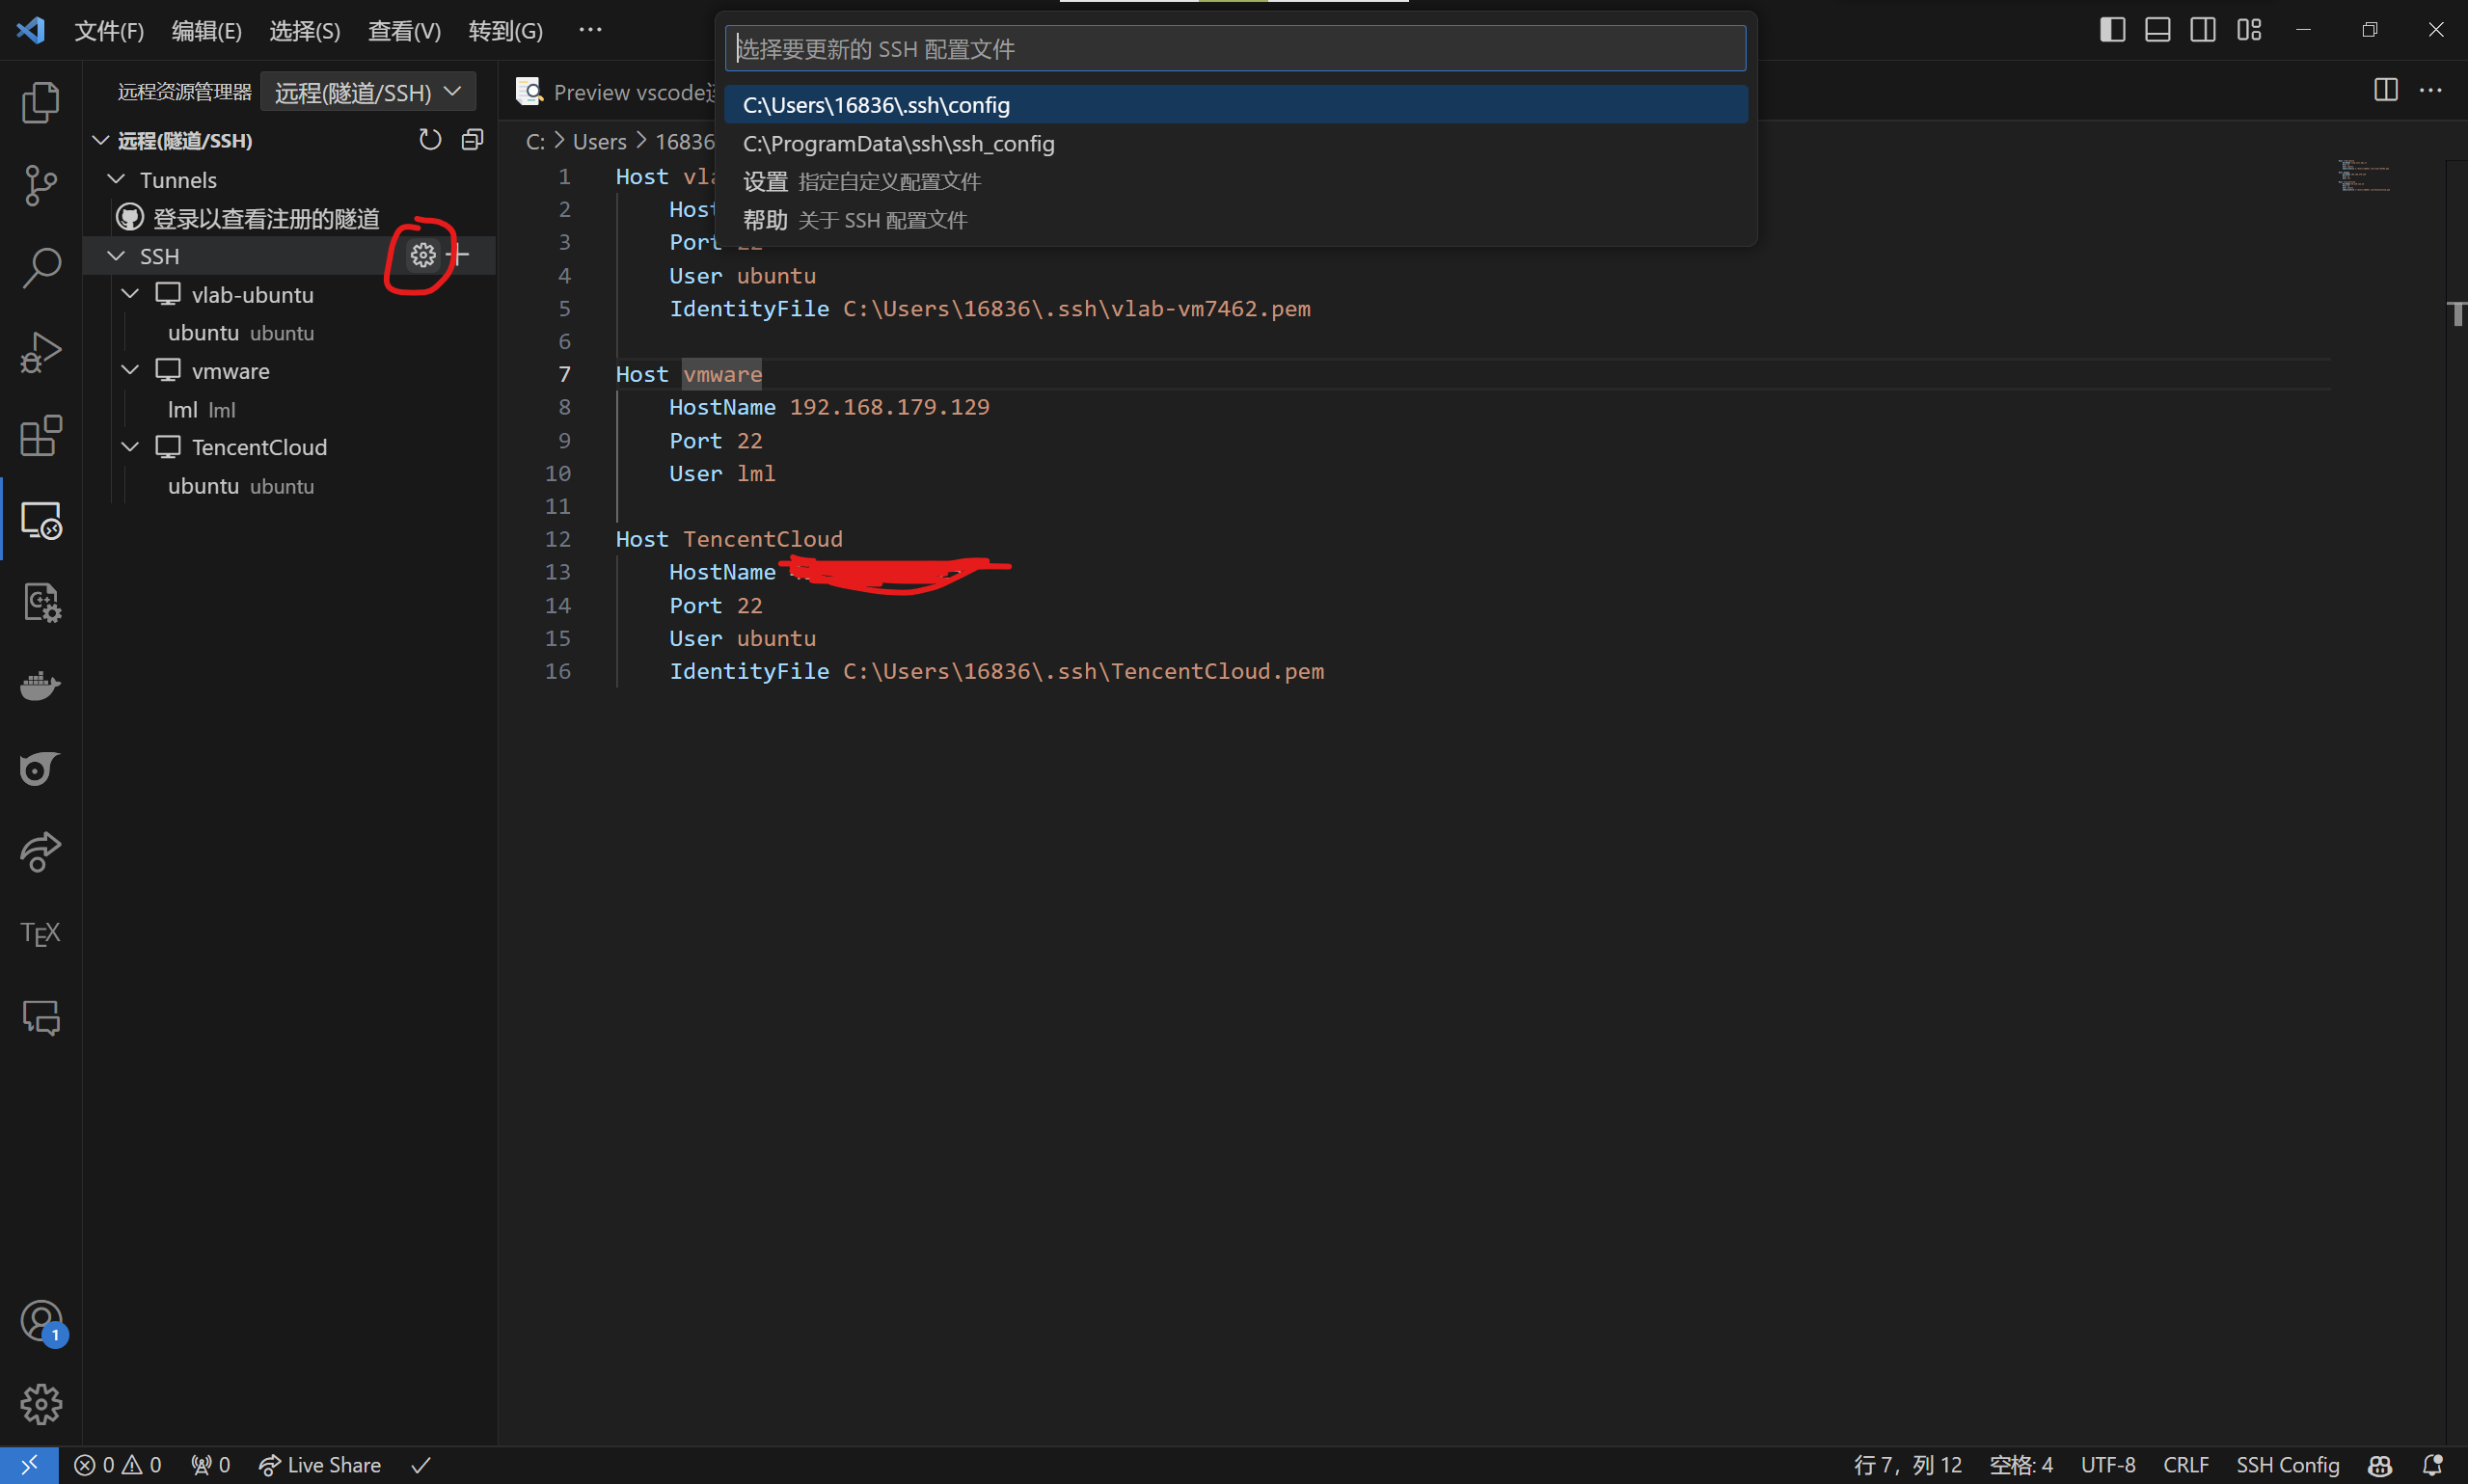 文件(F) 编辑(E) 选择(S) 查看(V) 转到(G) ···
选择要更新的 SSH 配置文件
C:\Users\16836\.ssh\config
C:\ProgramData\ssh\ssh_config
设置 指定自定义配置文件
帮助 关于 SSH 配置文件
远程资源管理器 远程(隧道/SSH)
远程(隧道/SSH)
Tunnels
登录以查看注册的隧道
SSH
vlab-ubuntu
ubuntu ubuntu
vmware
lml lml
TencentCloud
ubuntu ubuntu
TEX
1
Preview vscode
C: > Users > 16836
1 Host
2
3 Port 22
4 User ubuntu
5 IdentityFile C:\Users\16836\.ssh\vlab-vm7462.pem
6
7 Host vmware
8 HostName 192.168.179.129
9 Port 22
10 User lml
11
12 Host TencentCloud
13 HostName
14 Port 22
15 User ubuntu
16 IdentityFile C:\Users\16836\.ssh\TencentCloud.pem
0 0 0 Live Share 行 7，列 12 空格: 4 UTF-8 CRLF SSH Config